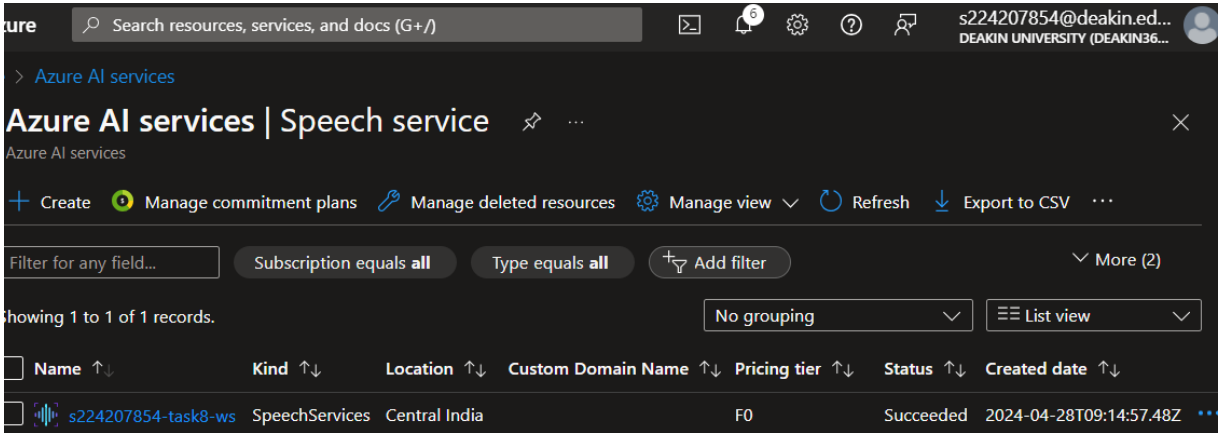 zure Search resources, services, and docs (G+/) 6 s224207854@deakin.ed...
DEAKIN UNIVERSITY (DEAKIN36...
> Azure AI services
Azure AI services | Speech service ...
Azure AI services
+ Create Manage commitment plans Manage deleted resources Manage view Refresh Export to CSV ...
Filter for any field... Subscription equals all Type equals all Add filter More (2)
Showing 1 to 1 of 1 records. No grouping List view
Name ↑ Kind ↑↓ Location ↑↓ Custom Domain Name ↑↓ Pricing tier ↑↓ Status ↑↓ Created date ↑↓
s224207854-task8-ws SpeechServices Central India F0 Succeeded 2024-04-28T09:14:57.48Z ...